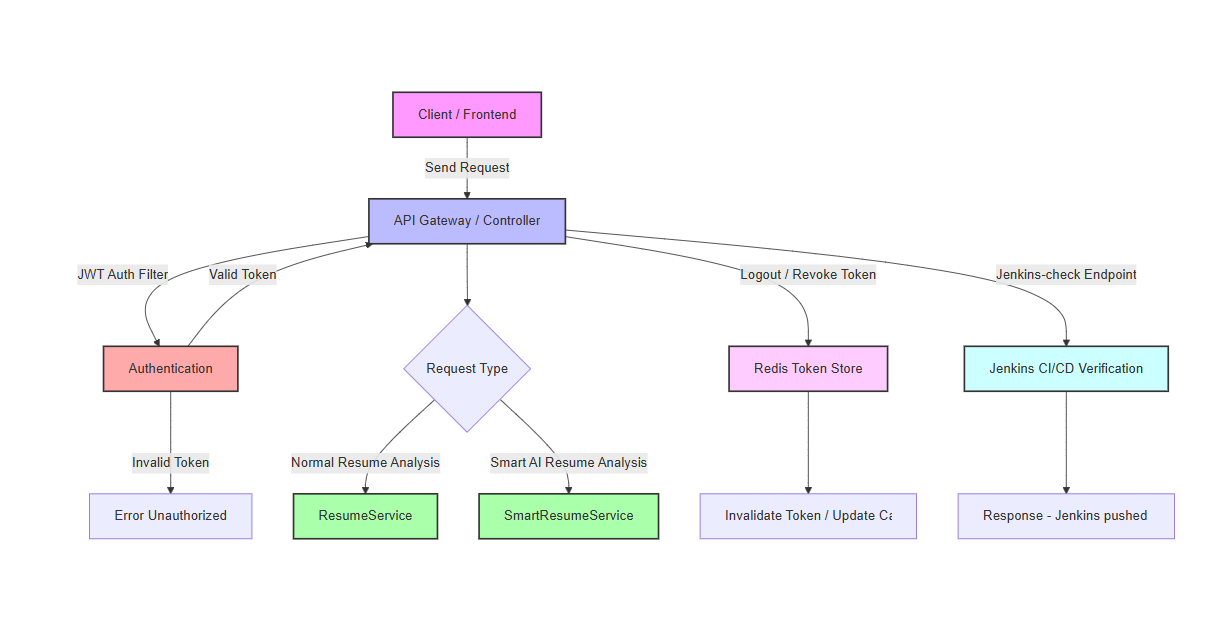 Client / Frontend
Send Request
API Gateway / Controller
JWT Auth Filter
Valid Token
Logout / Revoke Token
Jenkins-check Endpoint
Authentication
Request Type
Redis Token Store
Jenkins CI/CD Verification
Invalid Token
Normal Resume Analysis
Smart AI Resume Analysis
Error Unauthorized
ResumeService
SmartResumeService
Invalidate Token / Update
Response - Jenkins pushed